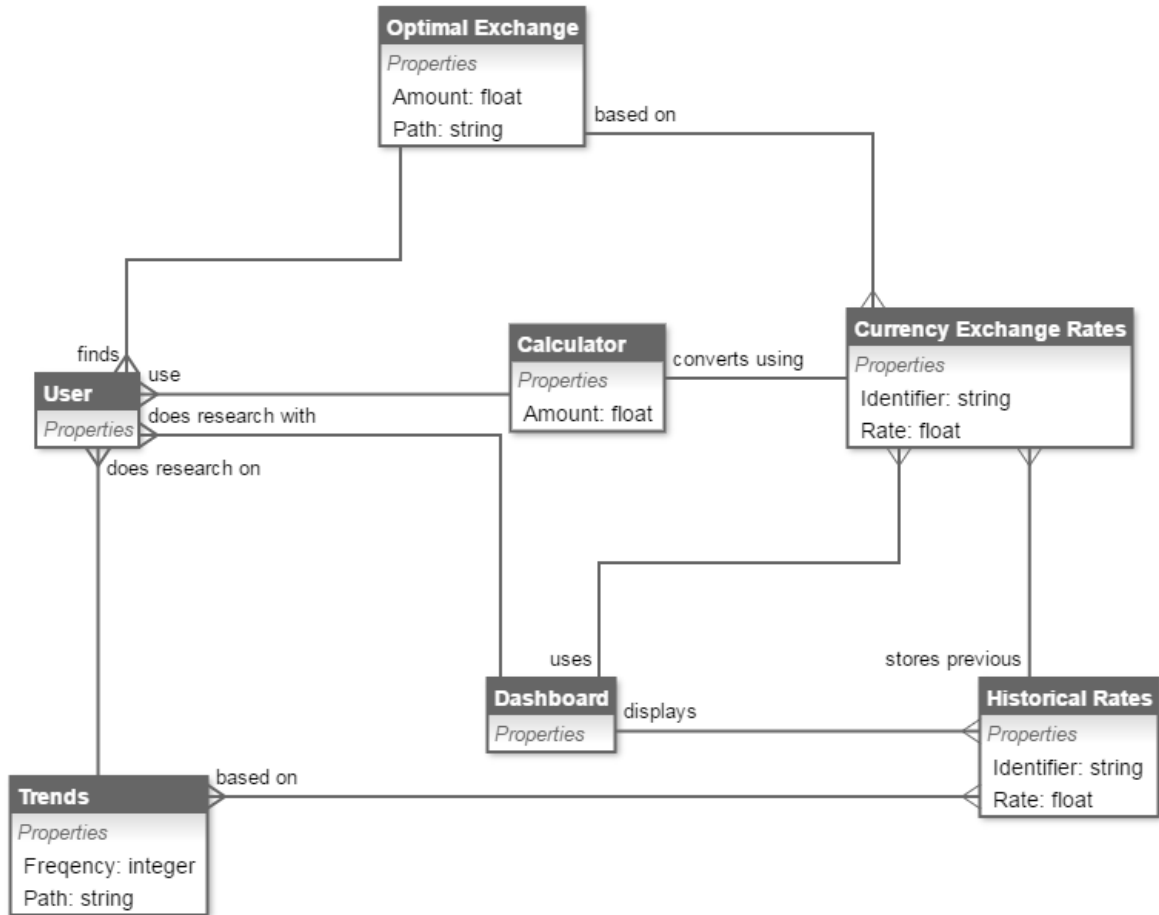 Optimal Exchange
Properties
Amount: float
Path: string
based on
finds
use
does research with
does research on
User
Properties
Calculator
Properties
Amount: float
converts using
Currency Exchange Rates
Properties
Identifier: string
Rate: float
uses
stores previous
Dashboard
Properties
displays
Historical Rates
Properties
Identifier: string
Rate: float
based on
Trends
Properties
Freqency: integer
Path: string